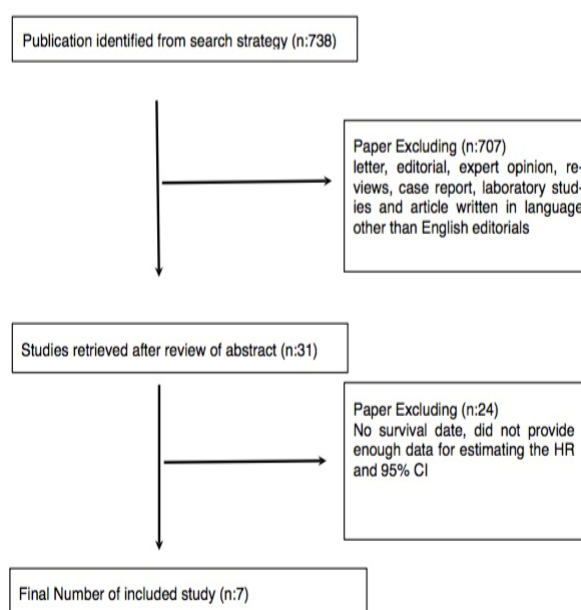 Publication identified from search strategy (n:738)
Paper Excluding (n:707)
letter, editorial, expert opinion, re-
views, case report, laboratory stud-
ies and article written in language
other than English editorials
Studies retrieved after review of abstract (n:31)
Paper Excluding (n:24)
No survival date, did not provide
enough data for estimating the HR
and 95% CI
Final Number of included study (n:7)